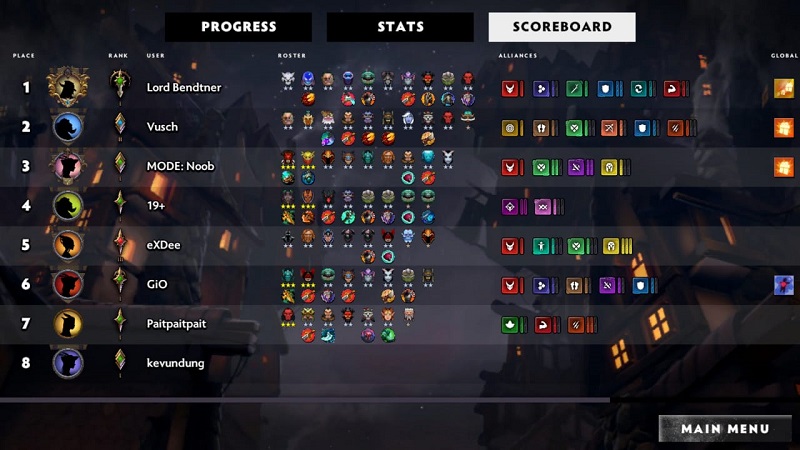 PROGRESS STATS SCOREBOARD
PLACE RANK USER ROSTER ALLIANCES GLOBAL
1 Lord Bendtner
2 Vusch
3 MODE: Noob
4 19+
5 eXDee
6 GiO
7 Paitpaitpait
8 kevundung
MAIN MENU